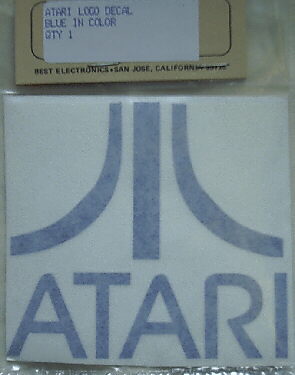 ATARI LOGO DECAL
BLUE IN COLOR
QTY 1
BEST ELECTRONICS•SAN JOSE, CALIFORNIA
ATARI